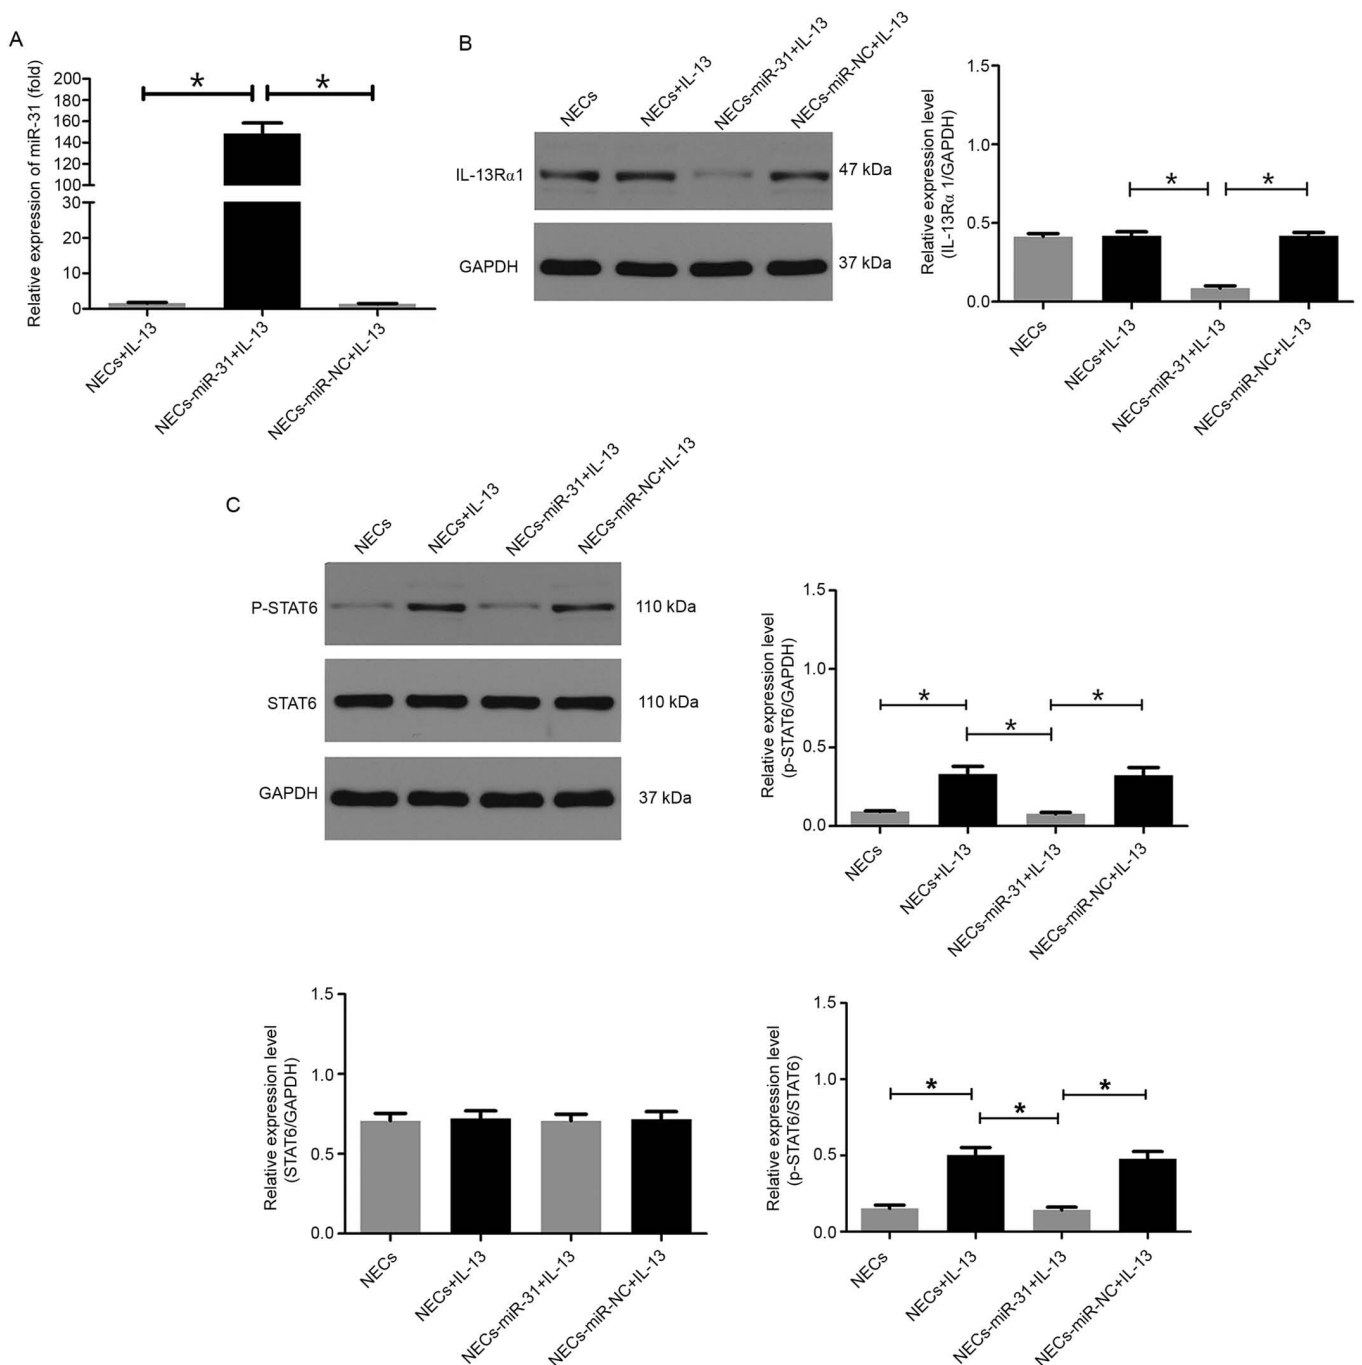 A
Relative expression of miR-31 (fold)
200
180
160
140
120
100
30
20
10
0
*
*
NECs+IL-13
NECs-miR-31+IL-13
NECs-miR-NC+IL-13
B
NECs
NECs+IL-13
NECs-miR-31+IL-13
NECs-miR-NC+IL-13
IL-13Rα1
47 kDa
GAPDH
37 kDa
Relative expression level
(IL-13Rα 1/GAPDH)
1.5
1.0
0.5
0.0
*
*
NECs
NECs+IL-13
NECs-miR-31+IL-13
NECs-miR-NC+IL-13
C
NECs
NECs+IL-13
NECs-miR-31+IL-13
NECs-miR-NC+IL-13
P-STAT6
110 kDa
STAT6
110 kDa
GAPDH
37 kDa
Relative expression level
(p-STAT6/GAPDH)
1.5
1.0
0.5
0.0
*
*
*
NECs
NECs+IL-13
NECs-miR-31+IL-13
NECs-miR-NC+IL-13
Relative expression level
(STAT6/GAPDH)
1.5
1.0
0.5
0.0
NECs
NECs+IL-13
NECs-miR-31+IL-13
NECs-miR-NC+IL-13
Relative expression level
(p-STAT6/STAT6)
1.5
1.0
0.5
0.0
*
*
*
NECs
NECs+IL-13
NECs-miR-31+IL-13
NECs-miR-NC+IL-13